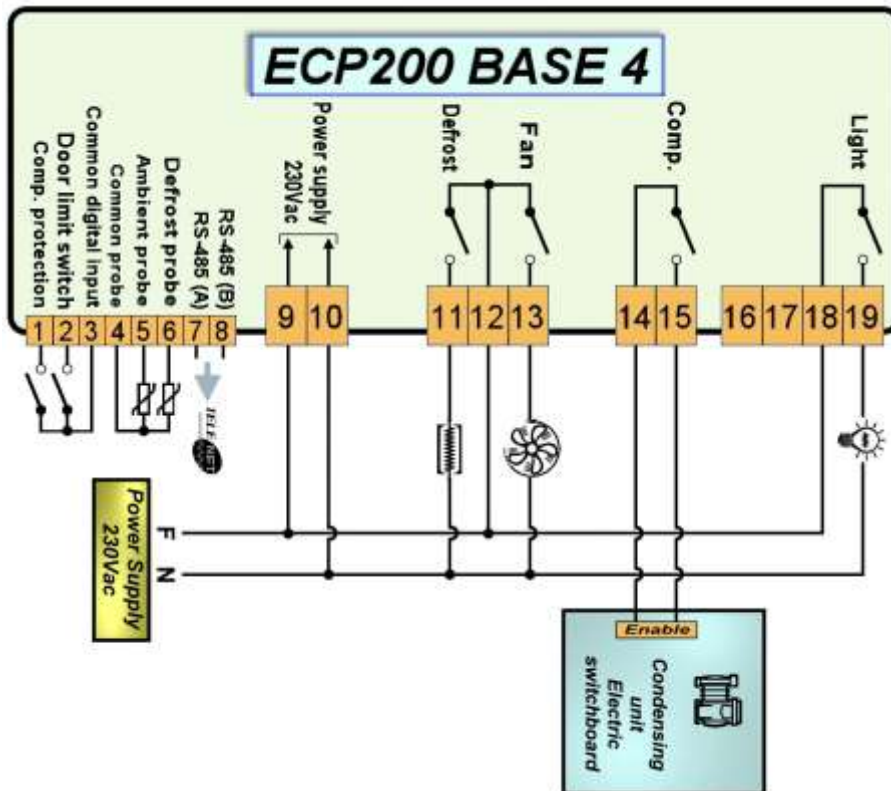 ECP200 BASE 4
Comp. protection
Door limit switch
Common digital input
Common probe
Ambient probe
Defrost probe
RS-485 (A)
RS-485 (B)
Power supply
230Vac
Defrost
Fan
Comp.
Light
1 2 3 4 5 6 7 8 9 10 11 12 13 14 15 16 17 18 19
TELENET
Power Supply
230Vac
F
N
Enable
Condensing
unit
Electric
switchboard